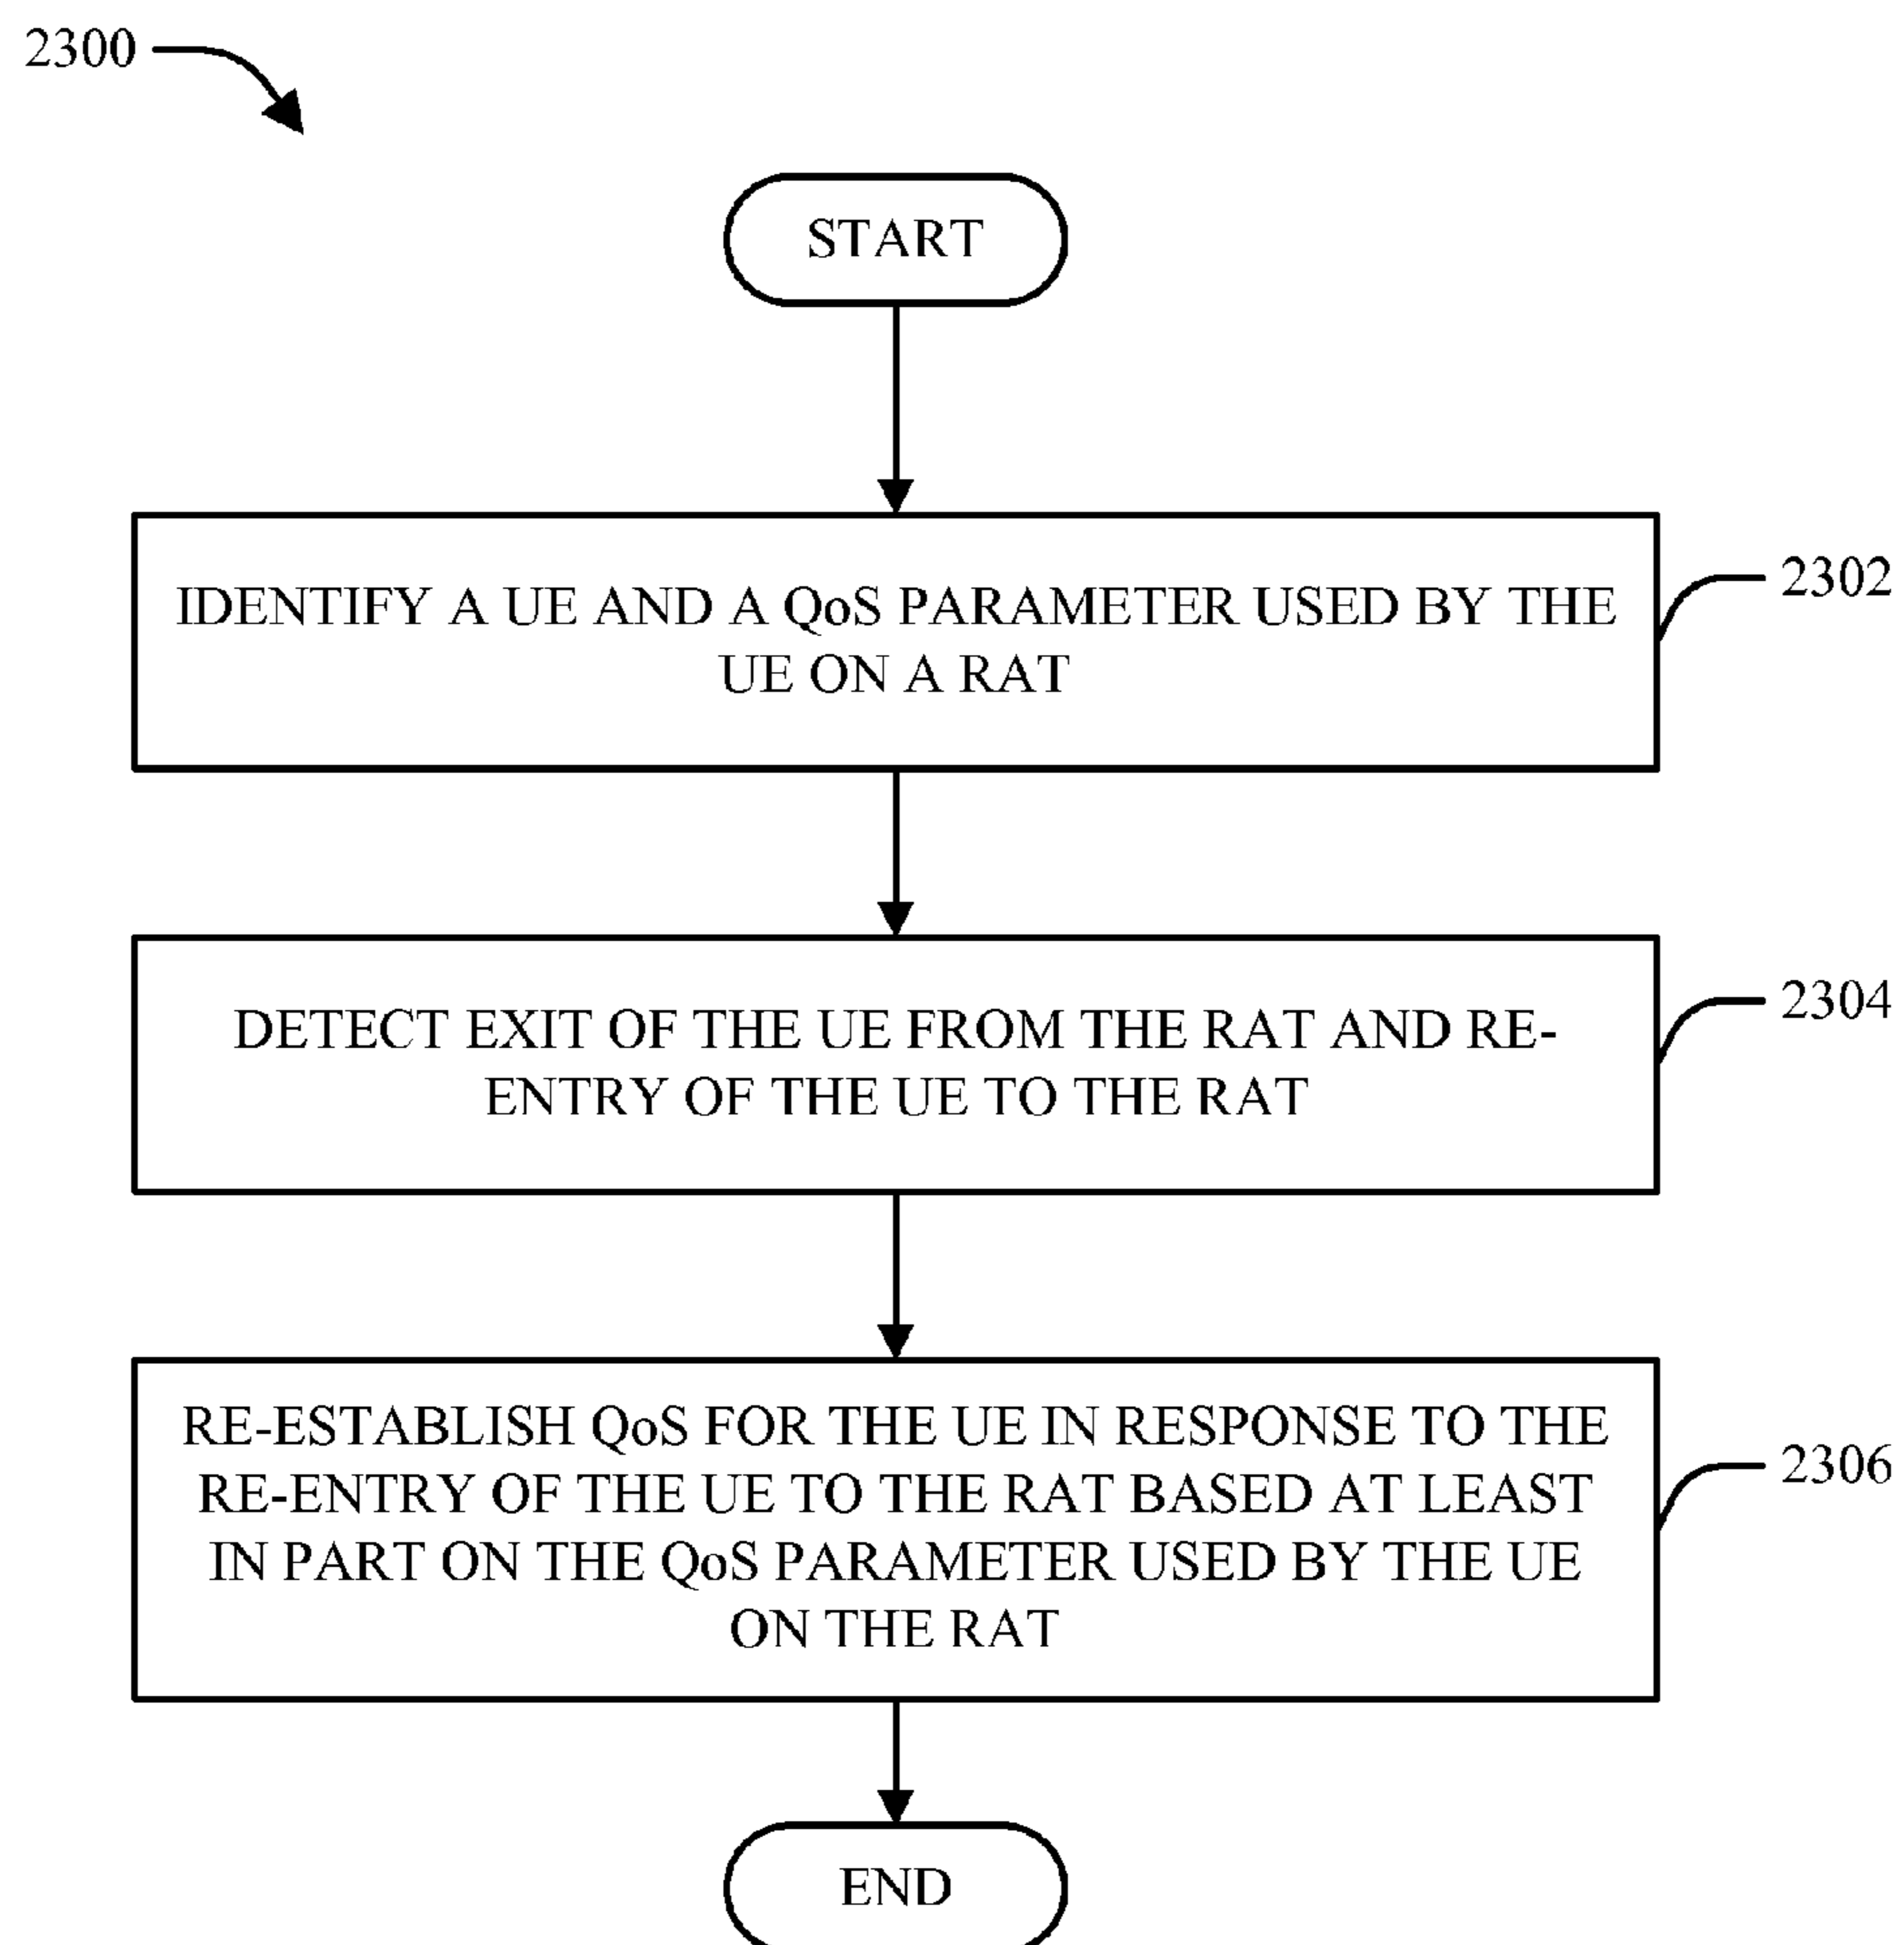 2300
START
IDENTIFY A UE AND A QoS PARAMETER USED BY THE
UE ON A RAT
2302
DETECT EXIT OF THE UE FROM THE RAT AND RE-
ENTRY OF THE UE TO THE RAT
2304
RE-ESTABLISH QoS FOR THE UE IN RESPONSE TO THE
RE-ENTRY OF THE UE TO THE RAT BASED AT LEAST
IN PART ON THE QoS PARAMETER USED BY THE UE
ON THE RAT
2306
END